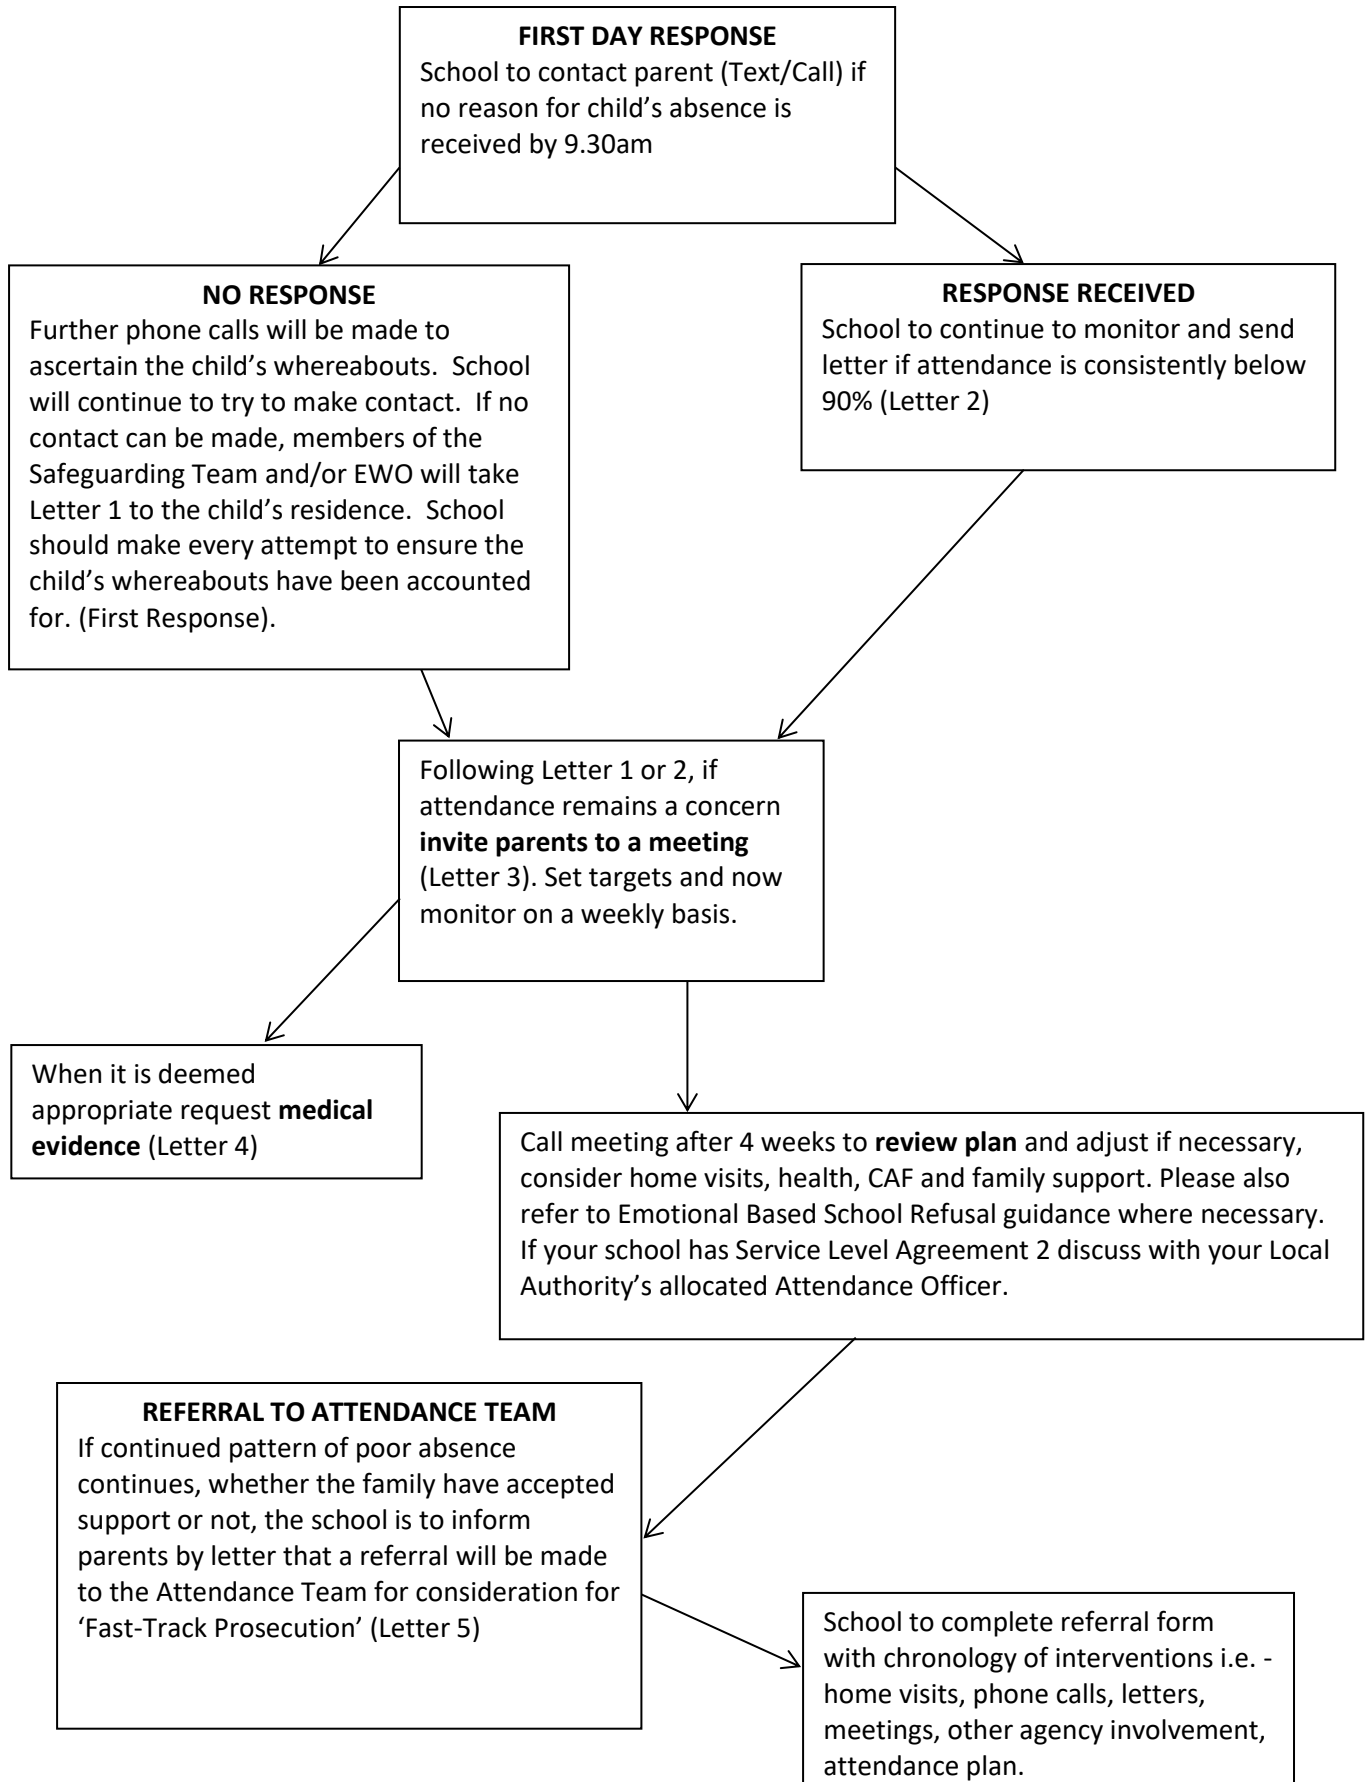 FIRST DAY RESPONSE
School to contact parent (Text/Call) if
no reason for child’s absence is
received by 9.30am
NO RESPONSE
Further phone calls will be made to
ascertain the child’s whereabouts.  School
will continue to try to make contact.  If no
contact can be made, members of the
Safeguarding Team and/or EWO will take
Letter 1 to the child’s residence.  School
should make every attempt to ensure the
child’s whereabouts have been accounted
for. (First Response).
RESPONSE RECEIVED
School to continue to monitor and send
letter if attendance is consistently below
90% (Letter 2)
Following Letter 1 or 2, if
attendance remains a concern
invite parents to a meeting
(Letter 3). Set targets and now
monitor on a weekly basis.
When it is deemed
appropriate request medical
evidence (Letter 4)
Call meeting after 4 weeks to review plan and adjust if necessary,
consider home visits, health, CAF and family support. Please also
refer to Emotional Based School Refusal guidance where necessary.
If your school has Service Level Agreement 2 discuss with your Local
Authority’s allocated Attendance Officer.
REFERRAL TO ATTENDANCE TEAM
If continued pattern of poor absence
continues, whether the family have accepted
support or not, the school is to inform
parents by letter that a referral will be made
to the Attendance Team for consideration for
‘Fast-Track Prosecution’ (Letter 5)
School to complete referral form
with chronology of interventions i.e. -
home visits, phone calls, letters,
meetings, other agency involvement,
attendance plan.